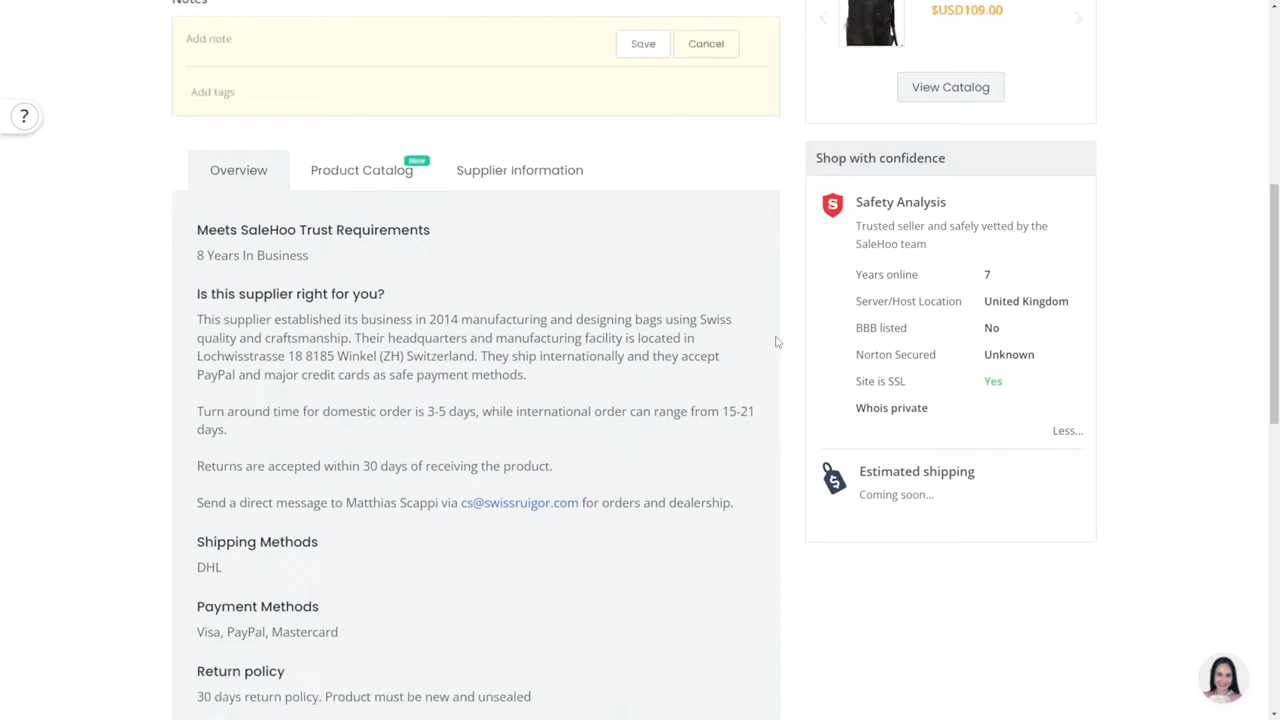 Notes
Add note
Save
Cancel
Add tags
$USD109.00
View Catalog
?
Overview
Product Catalog
New
Supplier Information
Meets SaleHoo Trust Requirements
8 Years In Business
Is this supplier right for you?
This supplier established its business in 2014 manufacturing and designing bags using Swiss
quality and craftsmanship. Their headquarters and manufacturing facility is located in
Lochwisstrasse 18 8185 Winkel (ZH) Switzerland. They ship internationally and they accept
PayPal and major credit cards as safe payment methods.
Turn around time for domestic order is 3-5 days, while international order can range from 15-21
days.
Returns are accepted within 30 days of receiving the product.
Send a direct message to Matthias Scappi via cs@swissruigor.com for orders and dealership.
Shipping Methods
DHL
Payment Methods
Visa, PayPal, Mastercard
Return policy
30 days return policy. Product must be new and unsealed
Shop with confidence
S
Safety Analysis
Trusted seller and safely vetted by the
SaleHoo team
Years online 7
Server/Host Location United Kingdom
BBB listed No
Norton Secured Unknown
Site is SSL Yes
Whois private
Less...
$
Estimated shipping
Coming soon...